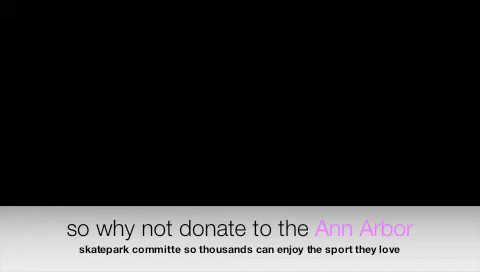 so why not donate to the Ann Arbor
skatepark committe so thousands can enjoy the sport they love